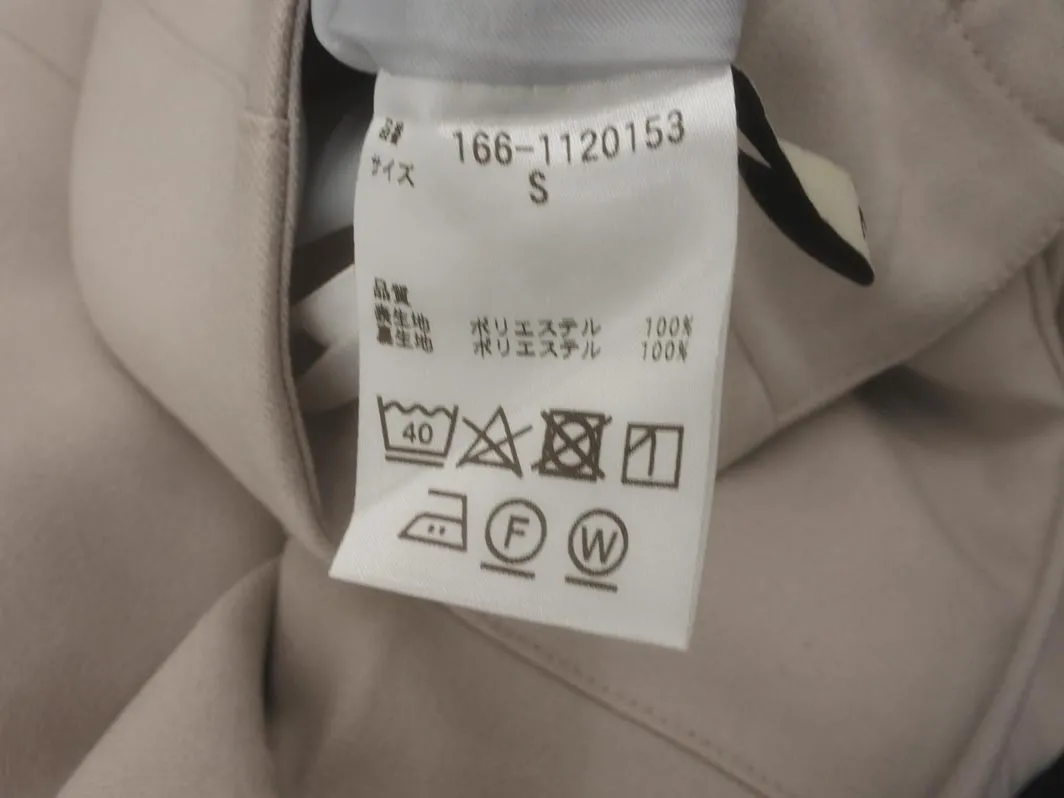 品番 166-1120153
サイズ S
品質
表生地 ポリエステル 100%
裏生地 ポリエステル 100%
40
F W